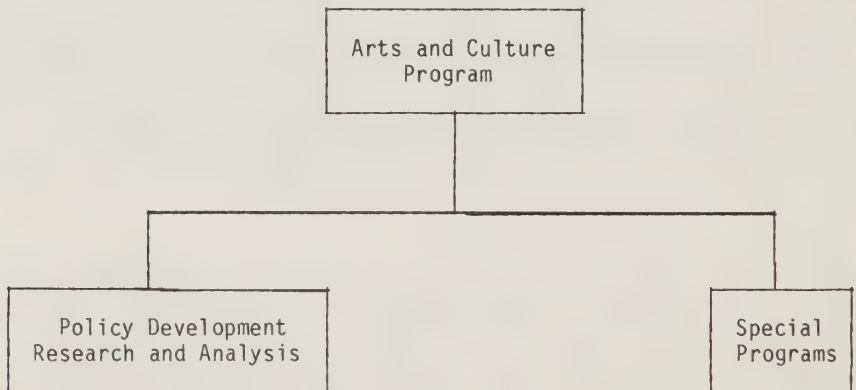 Arts and Culture
Program
Policy Development
Research and Analysis
Special
Programs